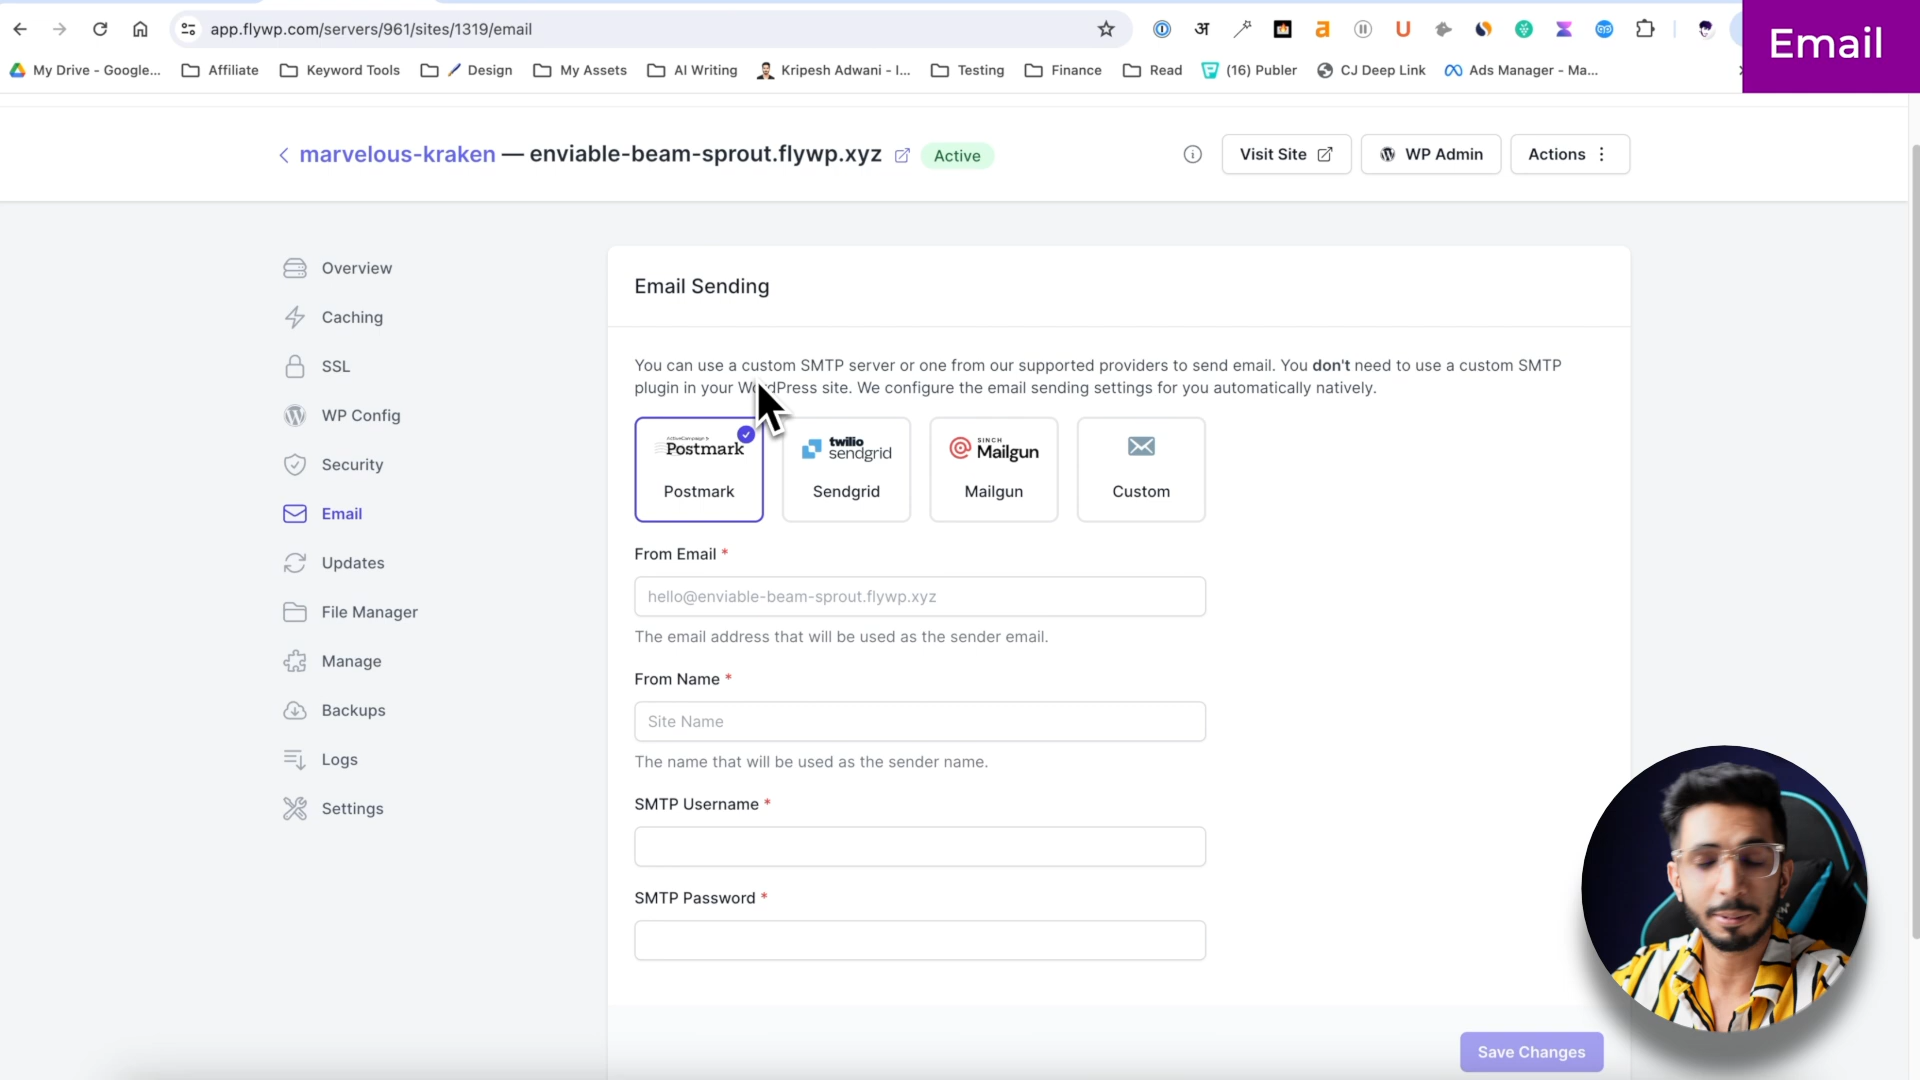 app.flywp.com/servers/961/sites/1319/email
Email
My Drive - Google...
Affiliate
Keyword Tools
Design
My Assets
AI Writing
Kripesh Adwani - I...
Testing
Finance
Read
(16) Publer
CJ Deep Link
Ads Manager - Ma...
marvelous-kraken — enviable-beam-sprout.flywp.xyz
Active
Visit Site
WP Admin
Actions
Overview
Caching
SSL
WP Config
Security
Email
Updates
File Manager
Manage
Backups
Logs
Settings
Email Sending
You can use a custom SMTP server or one from our supported providers to send email. You don't need to use a custom SMTP
plugin in your WordPress site. We configure the email sending settings for you automatically natively.
ActiveCampaign
Postmark
Postmark
twilio
sendgrid
Sendgrid
SINCH
Mailgun
Mailgun
Custom
From Email *
hello@enviable-beam-sprout.flywp.xyz
The email address that will be used as the sender email.
From Name *
Site Name
The name that will be used as the sender name.
SMTP Username *
SMTP Password *
Save Changes